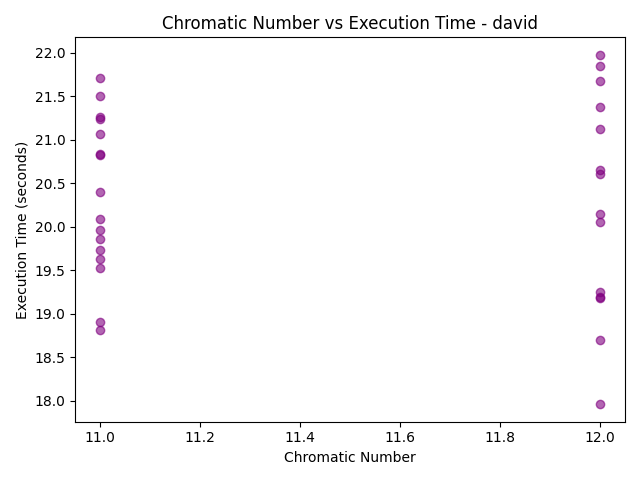 Chromatic Number vs Execution Time - david
22.0
21.5
21.0
20.5
20.0
19.5
19.0
18.5
18.0
Execution Time (seconds)
11.0 11.2 11.4 11.6 11.8 12.0
Chromatic Number